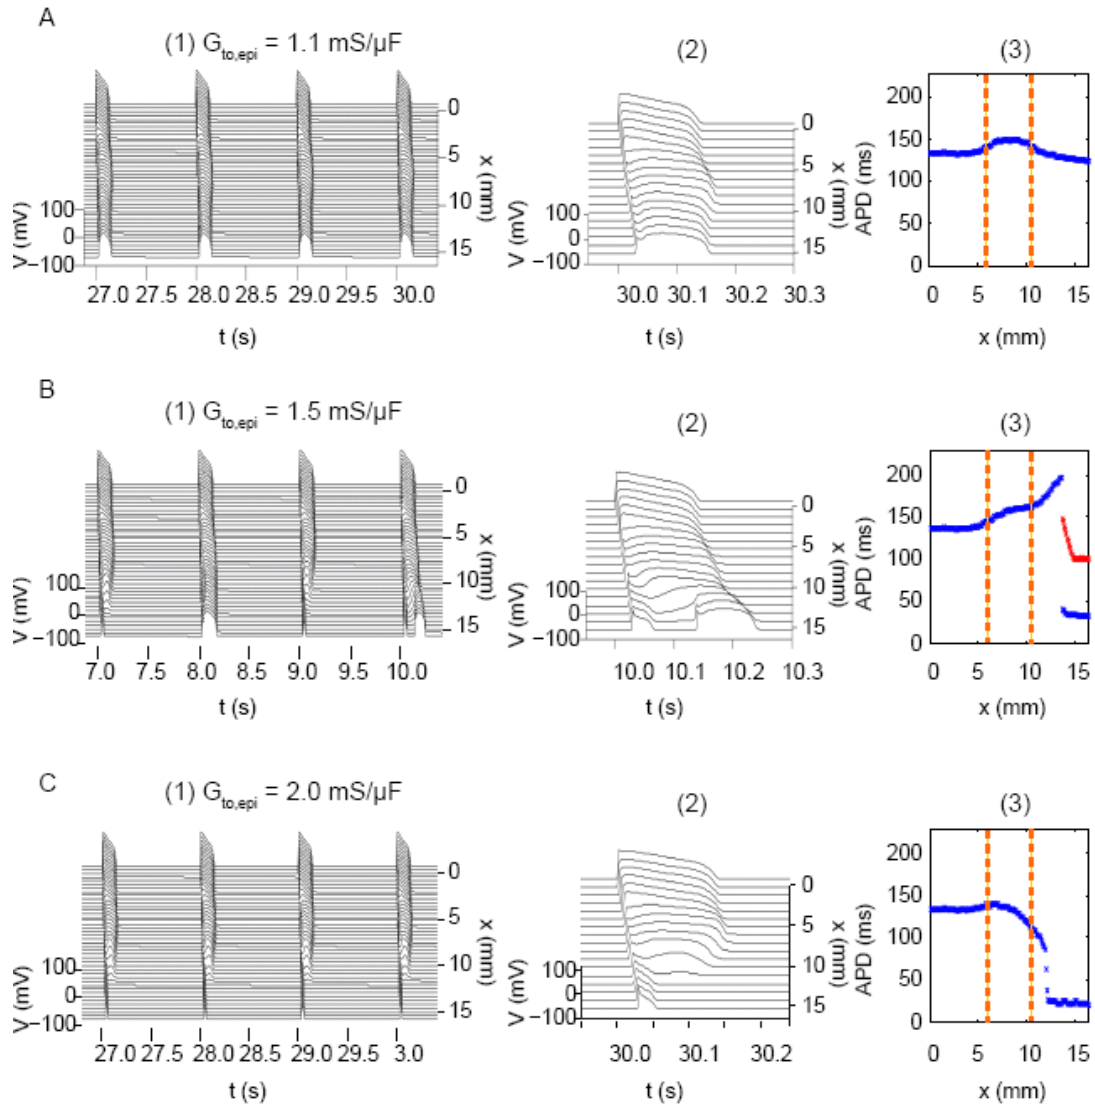 A
(1) G to,epi = 1.1 mS/µF
(2)
(3)
0
5
10
15
x (mm)
100
0
−100
V (mV)
27.0 27.5 28.0 28.5 29.0 29.5 30.0
t (s)
0
5
10
15
x (mm)
100
0
−100
V (mV)
30.0 30.1 30.2 30.3
t (s)
200
150
100
50
0
APD (ms)
0 5 10 15
x (mm)
B
(1) G to,epi = 1.5 mS/µF
(2)
(3)
0
5
10
15
x (mm)
100
0
−100
V (mV)
7.0 7.5 8.0 8.5 9.0 9.5 10.0
t (s)
0
5
10
15
x (mm)
100
0
−100
V (mV)
10.0 10.1 10.2 10.3
t (s)
200
150
100
50
0
APD (ms)
0 5 10 15
x (mm)
C
(1) G to,epi = 2.0 mS/µF
(2)
(3)
0
5
10
15
x (mm)
100
0
−100
V (mV)
27.0 27.5 28.0 28.5 29.0 29.5 3.0
t (s)
0
5
10
15
x (mm)
100
0
−100
V (mV)
30.0 30.1 30.2
t (s)
200
150
100
50
0
APD (ms)
0 5 10 15
x (mm)